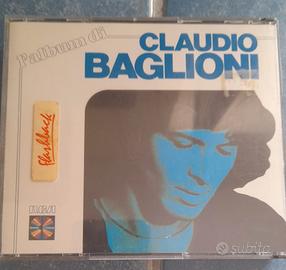 l'album di
CLAUDIO
BAGLIONI
flashback
RCA
subito